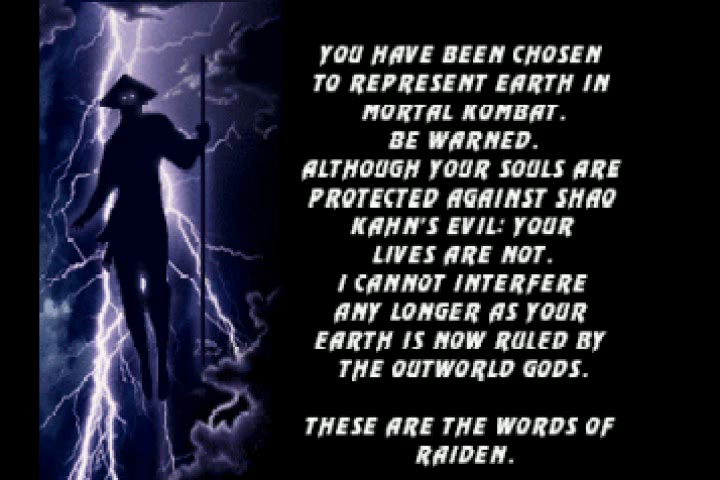 YOU HAVE BEEN CHOSEN
TO REPRESENT EARTH IN
MORTAL KOMBAT.
BE WARNED.
ALTHOUGH YOUR SOULS ARE
PROTECTED AGAINST SHAO
KAHN'S EVIL: YOUR
LIVES ARE NOT.
I CANNOT INTERFERE
ANY LONGER AS YOUR
EARTH IS NOW RULED BY
THE OUTWORLD GODS.
THESE ARE THE WORDS OF
RAIDEN.